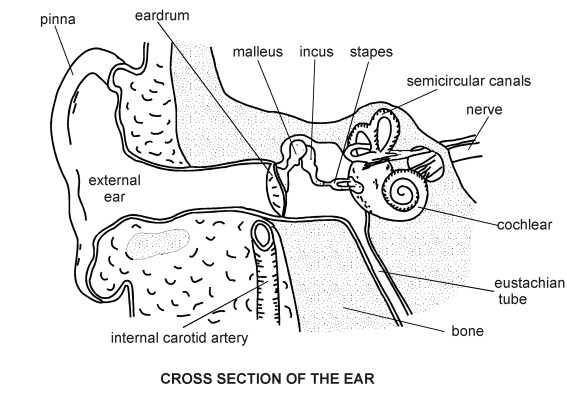 pinna
eardrum
malleus
incus
stapes
semicircular canals
nerve
external
ear
cochlear
eustachian
tube
internal carotid artery
bone
CROSS SECTION OF THE EAR